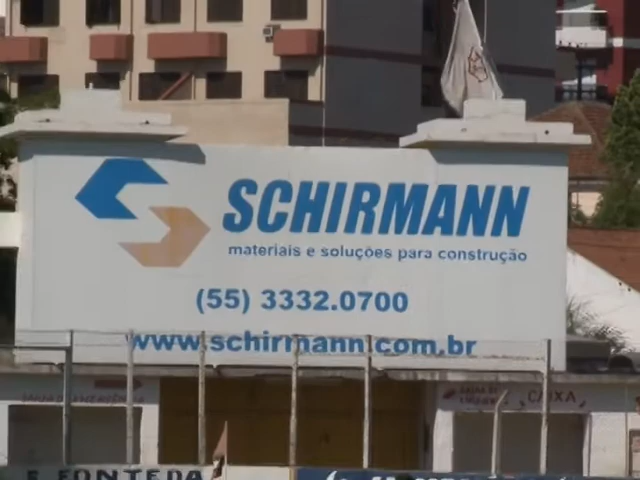 SCHIRMANN
materiais e soluções para construção
(55) 3332.0700
www.schirmann.com.br
CAIXA